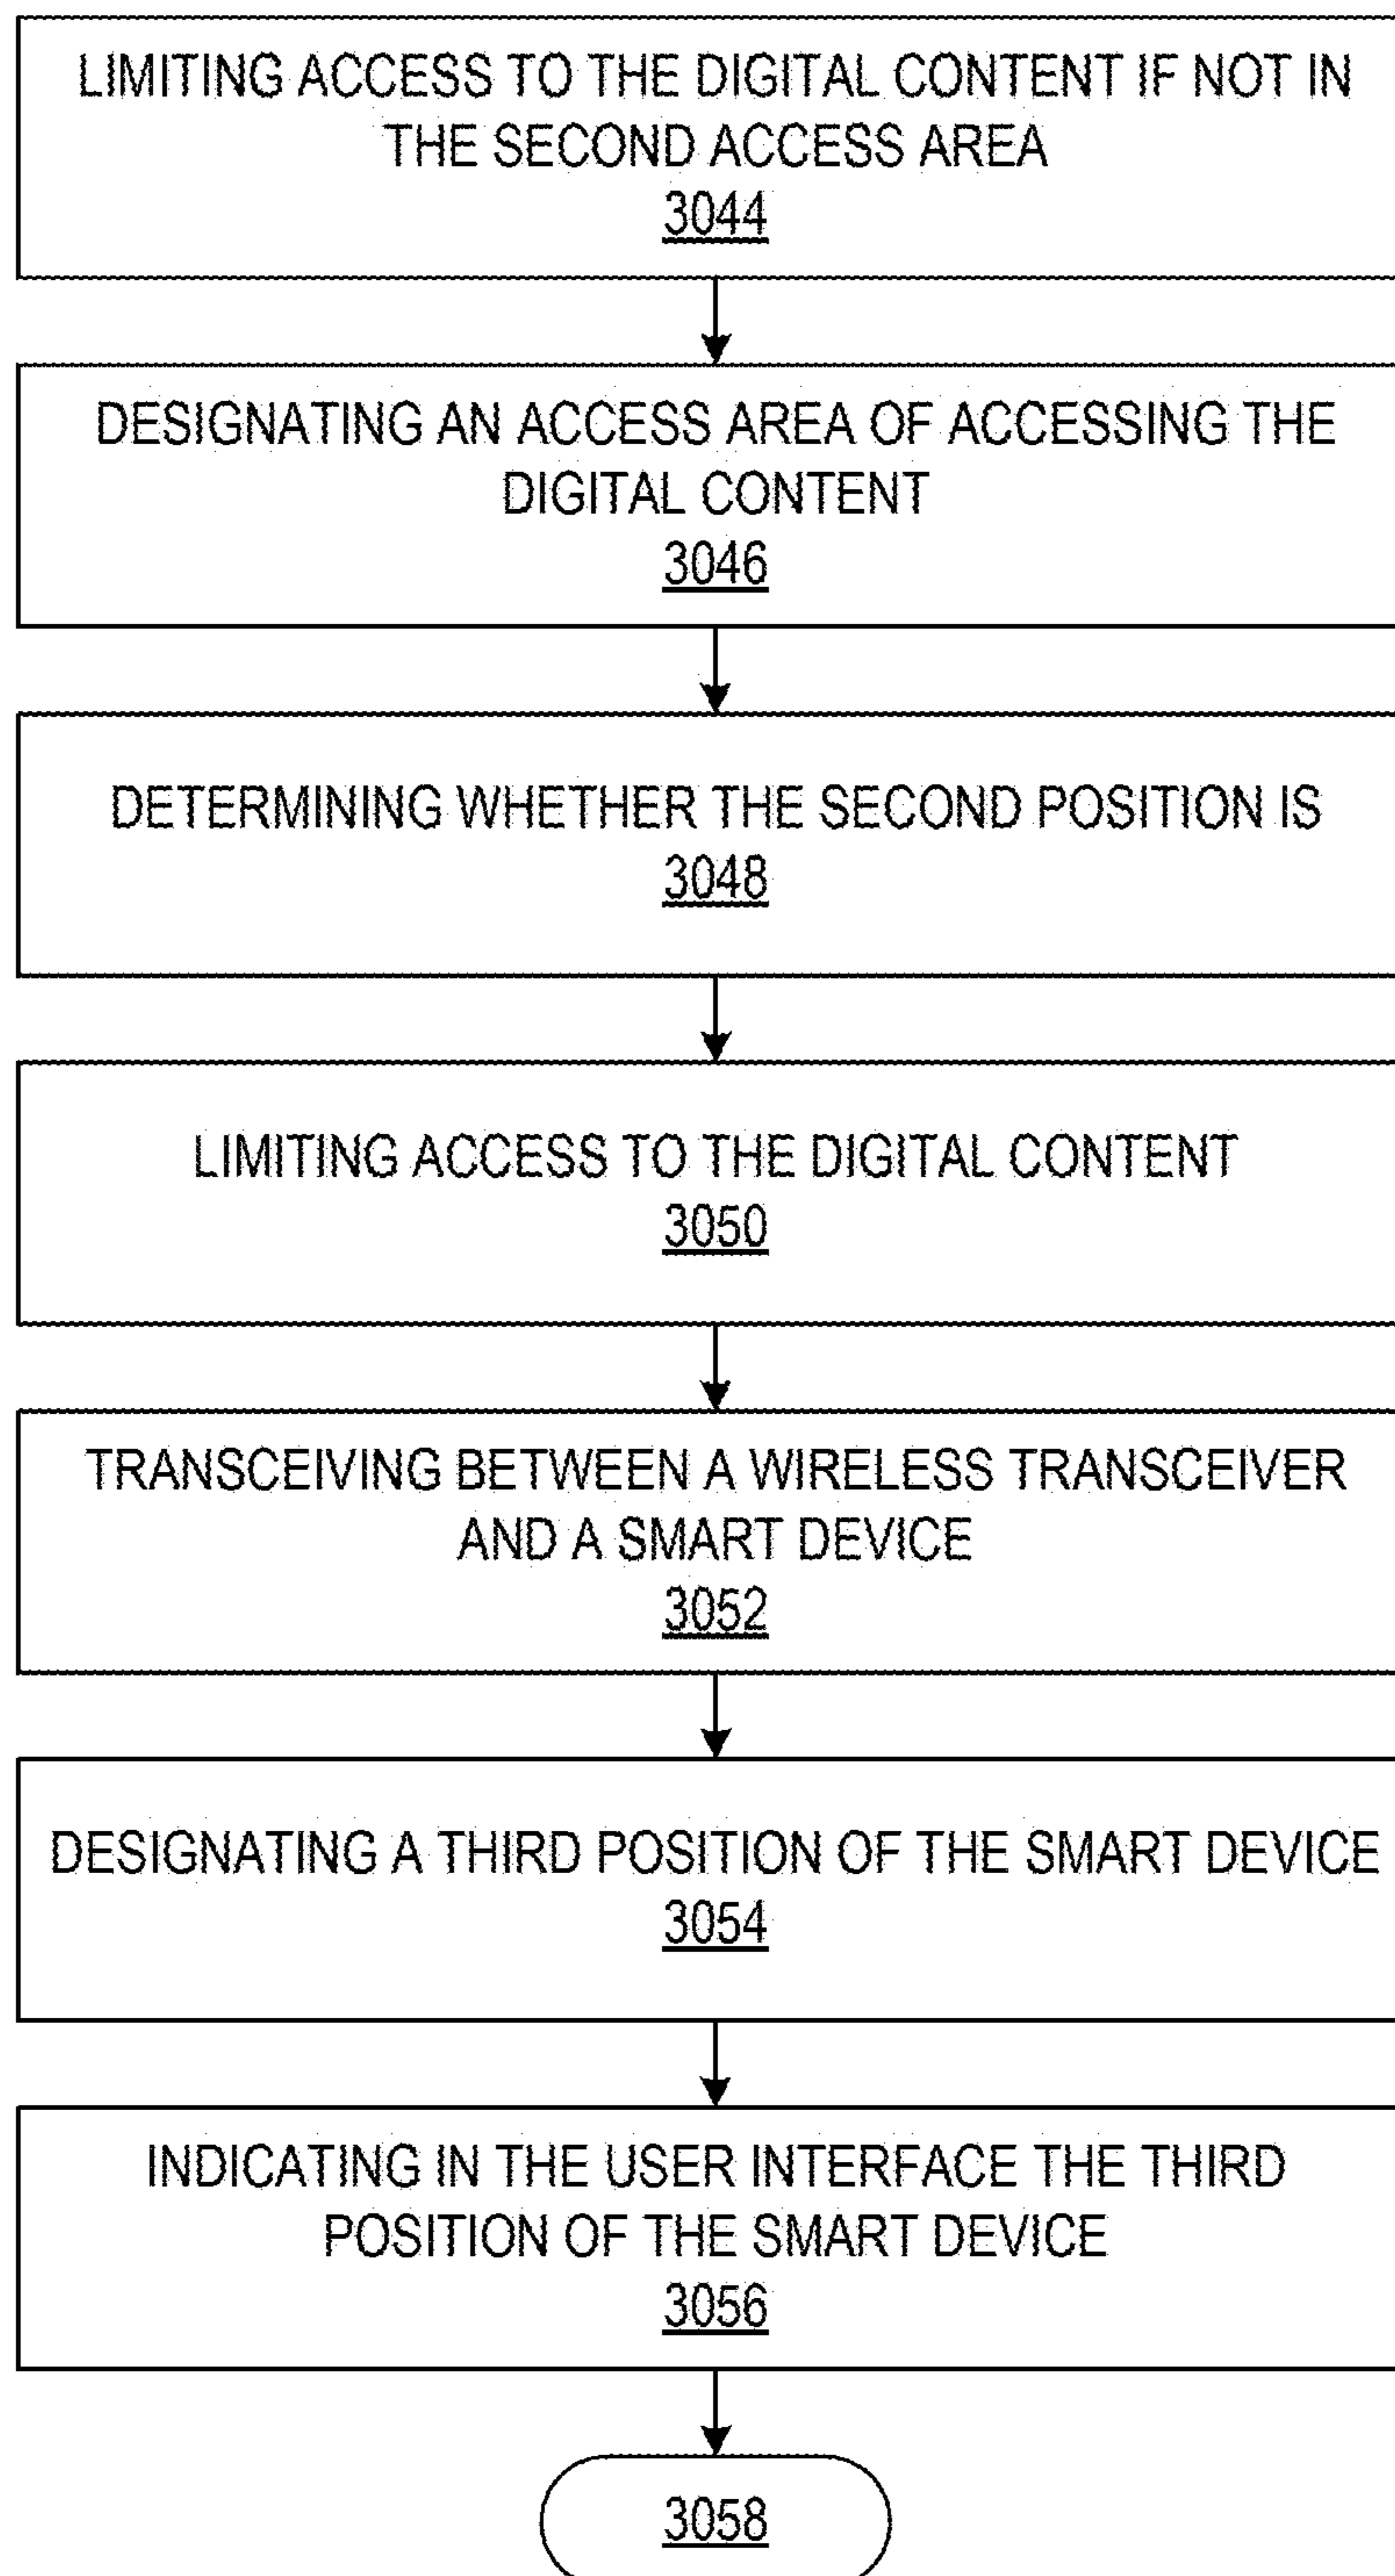 LIMITING ACCESS TO THE DIGITAL CONTENT IF NOT IN
THE SECOND ACCESS AREA
3044
DESIGNATING AN ACCESS AREA OF ACCESSING THE
DIGITAL CONTENT
3046
DETERMINING WHETHER THE SECOND POSITION IS
3048
LIMITING ACCESS TO THE DIGITAL CONTENT
3050
TRANSCEIVING BETWEEN A WIRELESS TRANSCEIVER
AND A SMART DEVICE
3052
DESIGNATING A THIRD POSITION OF THE SMART DEVICE
3054
INDICATING IN THE USER INTERFACE THE THIRD
POSITION OF THE SMART DEVICE
3056
3058